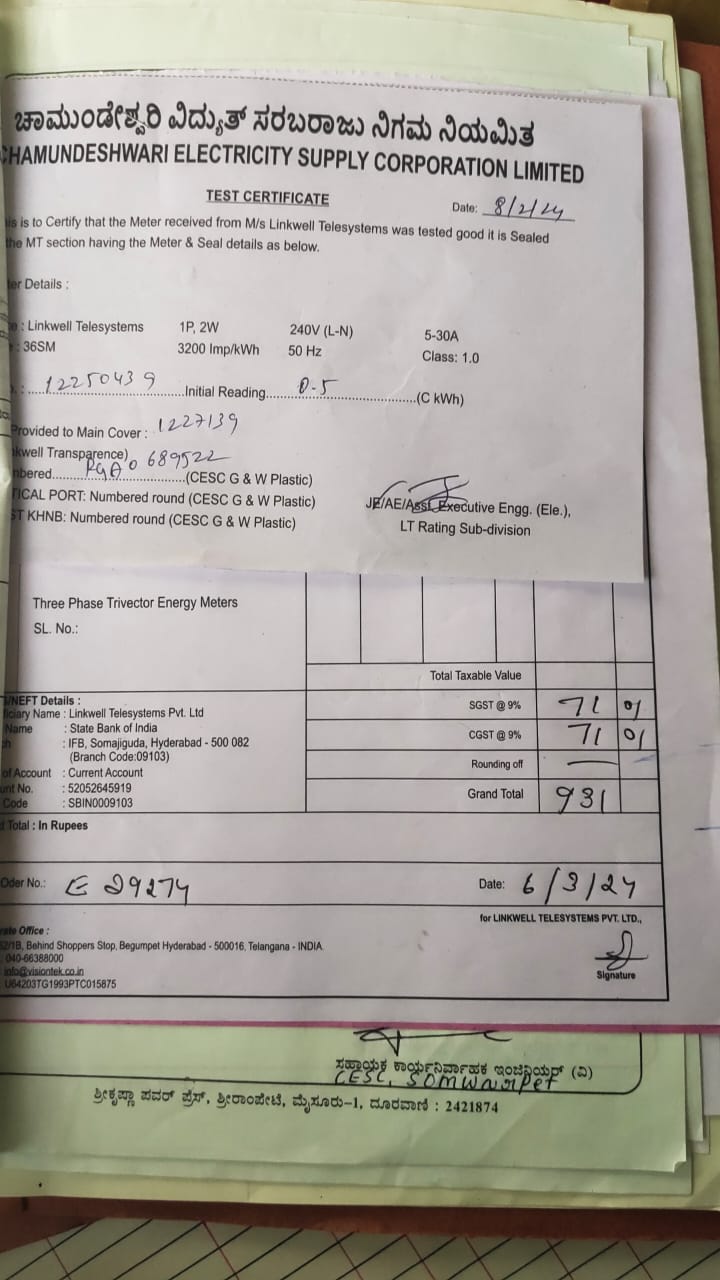 ಚಾಮುಂಡೇಶ್ವರಿ ವಿದ್ಯುತ್ ಸರಬರಾಜು ನಿಗಮ ನಿಯಮಿತ
CHAMUNDESHWARI ELECTRICITY SUPPLY CORPORATION LIMITED
TEST CERTIFICATE
Date: 8/2/24
is is to Certify that the Meter received from M/s Linkwell Telesystems was tested good it is Sealed
he MT section having the Meter & Seal details as below.
er Details :
: Linkwell Telesystems 1P, 2W 240V (L-N) 5-30A
: 36SM 3200 Imp/kWh 50 Hz Class: 1.0
12250439 Initial Reading 0.5 (C kWh)
Provided to Main Cover : 1227139
kwell Transparence)
nbered 689522 (CESC G & W Plastic)
TICAL PORT: Numbered round (CESC G & W Plastic)
ST KHNB: Numbered round (CESC G & W Plastic)
JE/AE/Asst. Executive Engg. (Ele.),
LT Rating Sub-division
Three Phase Trivector Energy Meters
SL. No.:
Total Taxable Value
/NEFT Details :
ficiary Name : Linkwell Telesystems Pvt. Ltd
Name : State Bank of India
ch : IFB, Somajiguda, Hyderabad - 500 082
(Branch Code:09103)
of Account : Current Account
unt No. : 52052645919
Code : SBIN0009103
SGST @ 9% 71 01
CGST @ 9% 71 01
Rounding off —
Grand Total 931
Total : In Rupees
Oder No.: E 29274 Date: 6/3/24
for LINKWELL TELESYSTEMS PVT. LTD.,
rate Office :
2/1B, Behind Shoppers Stop, Begumpet Hyderabad - 500016, Telangana - INDIA.
040-66388000
info@visiontek.co.in
U64203TG1993PTC015875
Signature
ಸಹಾಯಕ ಕಾರ್ಯನಿರ್ವಾಹಕ ಇಂಜಿನಿಯರ್ (ವಿ)
CESC, SOMWARPET
ಶ್ರೀಕೃಷ್ಣಾ ಪವರ್ ಪ್ರೆಸ್, ಶ್ರೀರಾಂಪೇಟೆ, ಮೈಸೂರು-1, ದೂರವಾಣಿ : 2421874